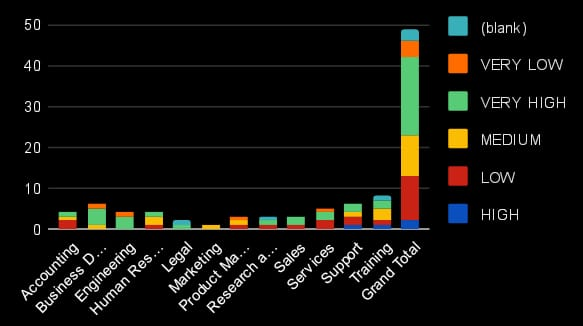 50
40
30
20
10
0
Accounting
Business D...
Engineering
Human Res...
Legal
Marketing
Product Ma...
Research a...
Sales
Services
Support
Training
Grand Total
(blank)
VERY LOW
VERY HIGH
MEDIUM
LOW
HIGH